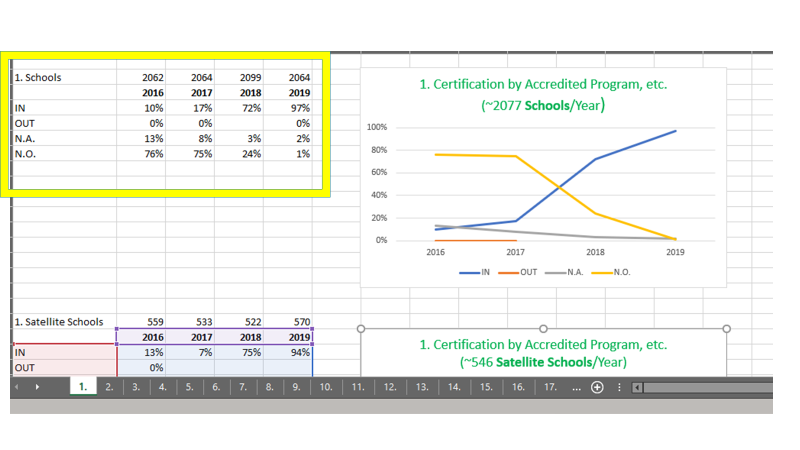 1. Schools 2062 2064 2099 2064
2016 2017 2018 2019
IN 10% 17% 72% 97%
OUT 0% 0% 0%
N.A. 13% 8% 3% 2%
N.O. 76% 75% 24% 1%
1. Certification by Accredited Program, etc.
(~2077 Schools/Year)
100%
80%
60%
40%
20%
0%
2016 2017 2018 2019
IN OUT N.A. N.O.
1. Satellite Schools 559 533 522 570
2016 2017 2018 2019
IN 13% 7% 75% 94%
OUT 0%
1. Certification by Accredited Program, etc.
(~546 Satellite Schools/Year)
1. 2. 3. 4. 5. 6. 7. 8. 9. 10. 11. 12. 13. 14. 15. 16. 17. ...